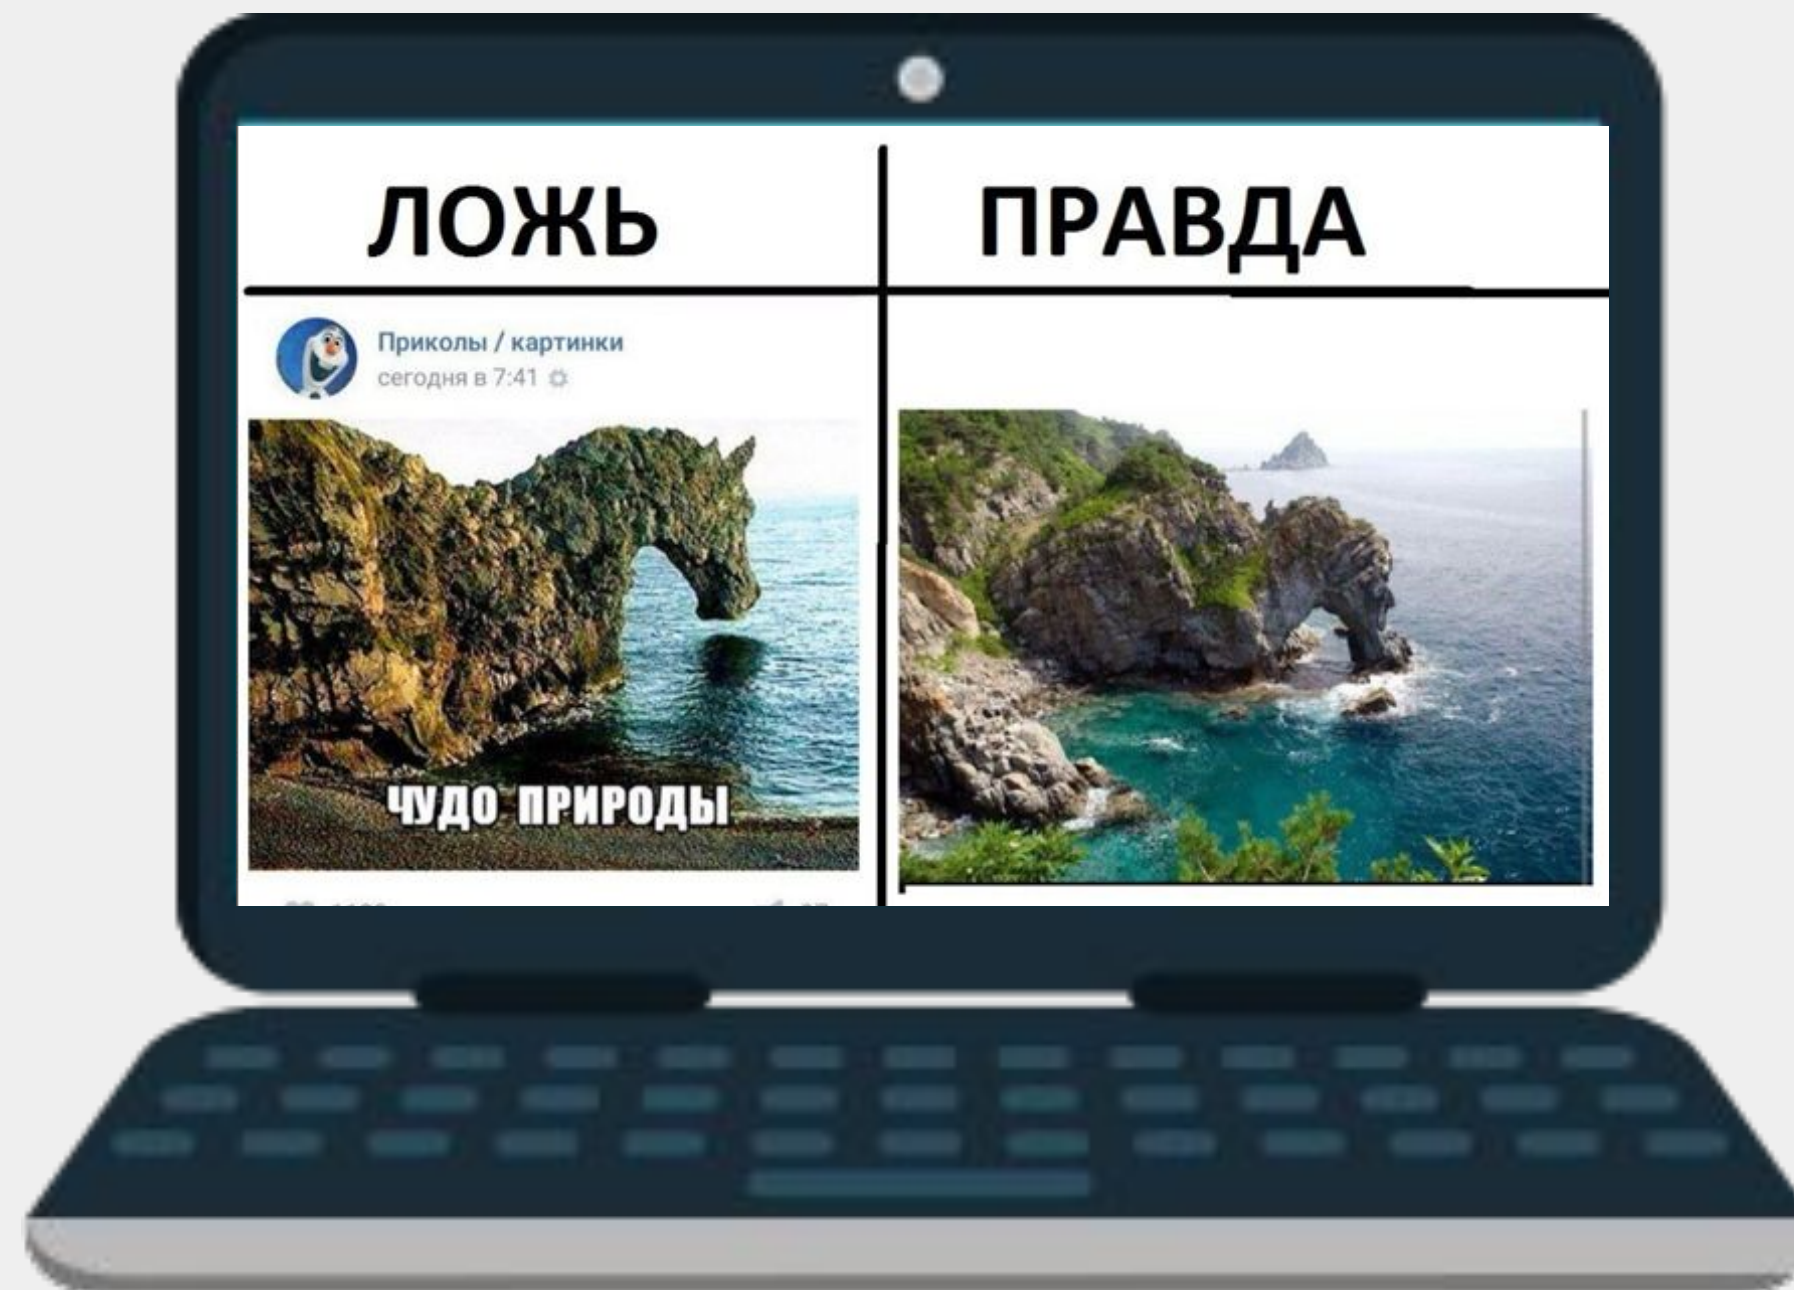 ЛОЖЬ
ПРАВДА
Приколы / картинки
сегодня в 7:41
ЧУДО ПРИРОДЫ